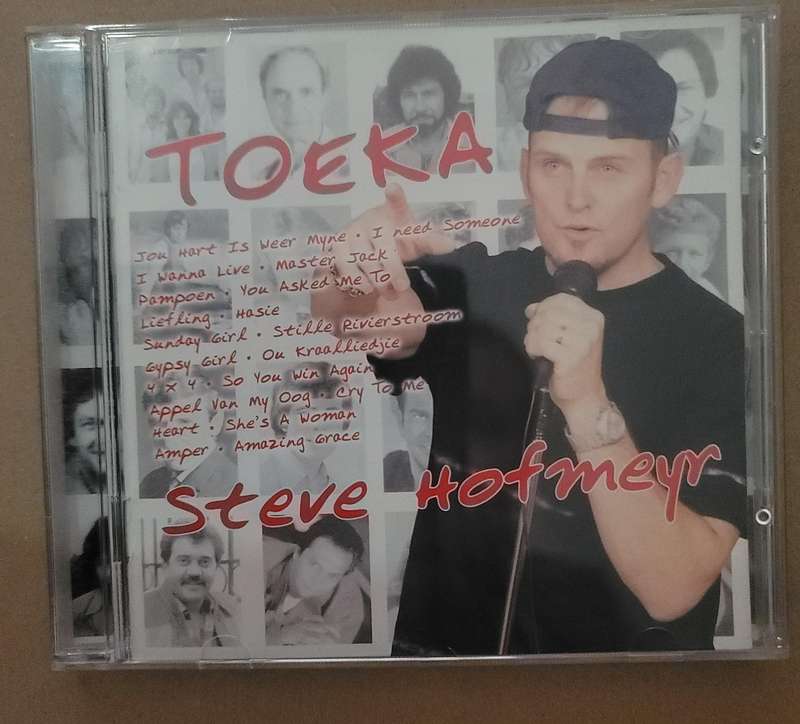 TOEKA
Jou Hart Is Weer Myne • I need Someone
I Wanna Live • Master Jack
Pampoen • You Asked Me To
Liefling • Hasie
Sunday Girl • Stille Rivierstroom
Gypsy Girl • Ou Kraalliedjie
4 x 4 • So You Win Again
Appel Van My Oog • Cry To Me
Heart • She's A Woman
Amper • Amazing Grace
Steve Hofmeyr